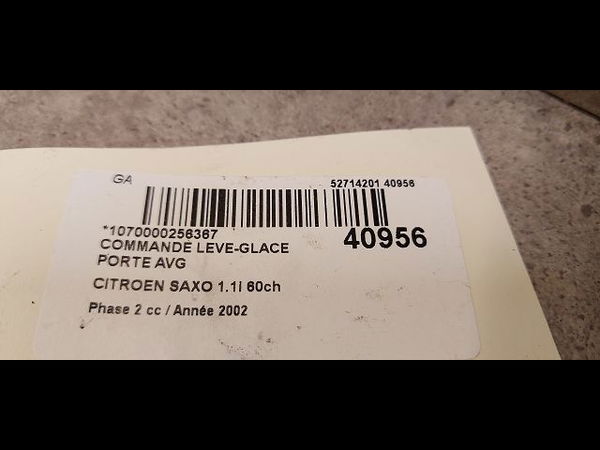 GA
52714201 40956
*1070000256367
40956
COMMANDE LEVE-GLACE
PORTE AVG
CITROEN SAXO 1.1i 60ch
Phase 2 cc / Année 2002